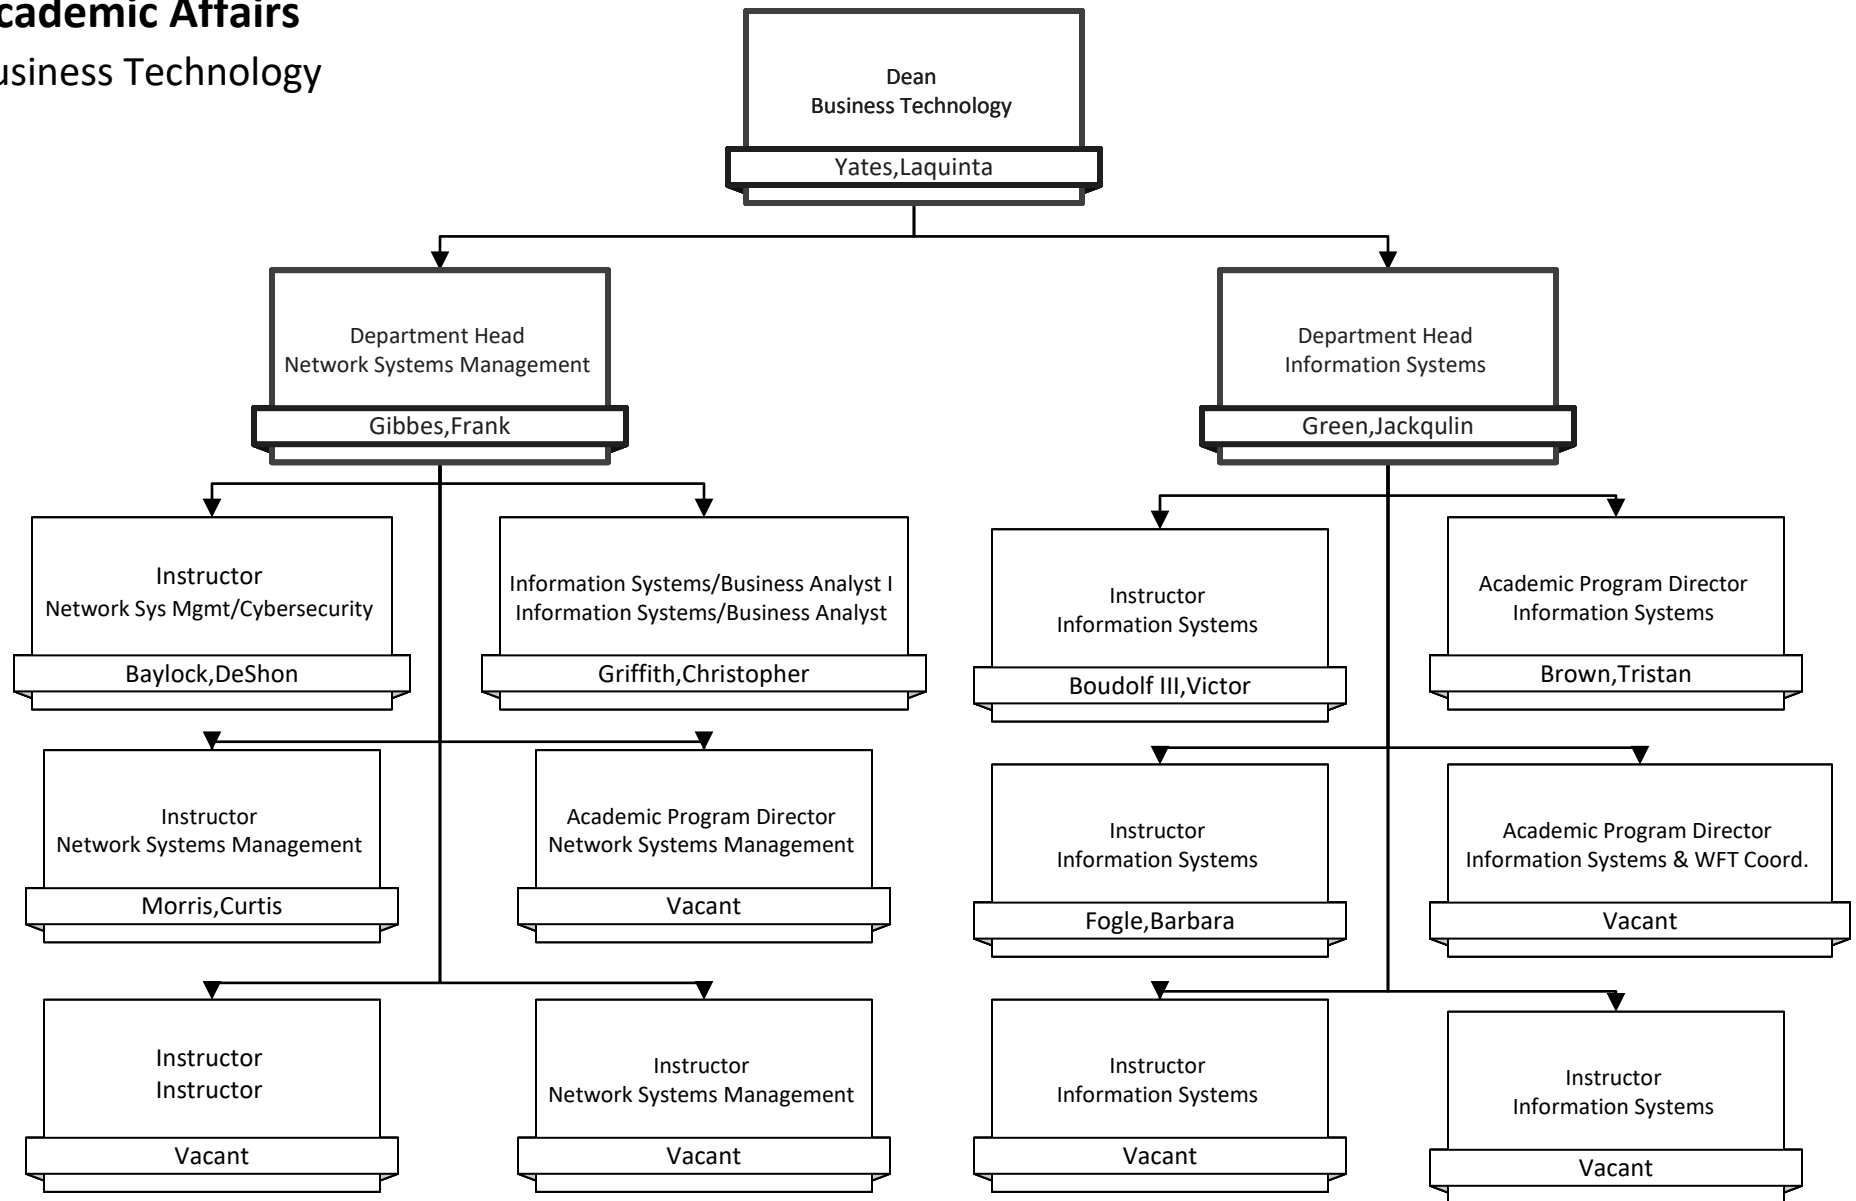 cademic Affairs
usiness Technology
Dean
Business Technology
Yates,Laquinta
Department Head
Network Systems Management
Gibbes,Frank
Department Head
Information Systems
Green,Jackqulin
Instructor
Network Sys Mgmt/Cybersecurity
Baylock,DeShon
Information Systems/Business Analyst I
Information Systems/Business Analyst
Griffith,Christopher
Instructor
Information Systems
Boudolf III,Victor
Academic Program Director
Information Systems
Brown,Tristan
Instructor
Network Systems Management
Morris,Curtis
Academic Program Director
Network Systems Management
Vacant
Instructor
Information Systems
Fogle,Barbara
Academic Program Director
Information Systems & WFT Coord.
Vacant
Instructor
Instructor
Vacant
Instructor
Network Systems Management
Vacant
Instructor
Information Systems
Vacant
Instructor
Information Systems
Vacant